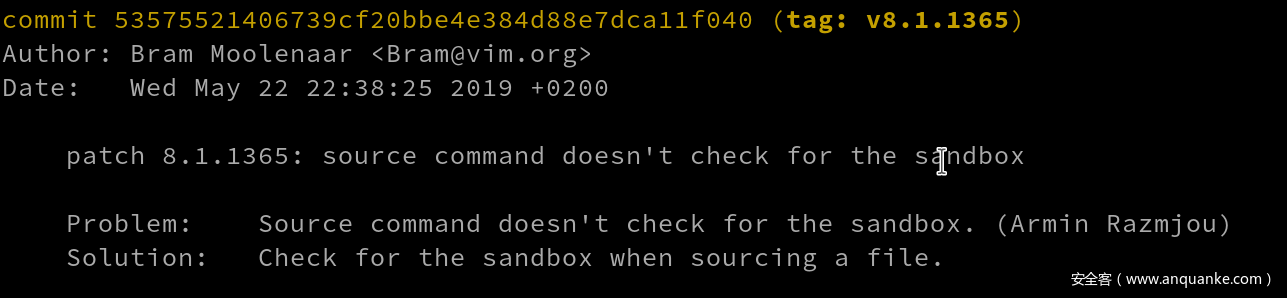 commit 53575521406739cf20bbe4e384d88e7dca11f040 (tag: v8.1.1365)
Author: Bram Moolenaar <Bram@vim.org>
Date:   Wed May 22 22:38:25 2019 +0200
patch 8.1.1365: source command doesn't check for the sandbox
Problem:    Source command doesn't check for the sandbox. (Armin Razmjou)
Solution:   Check for the sandbox when sourcing a file.
安全客（www.anquanke.com）